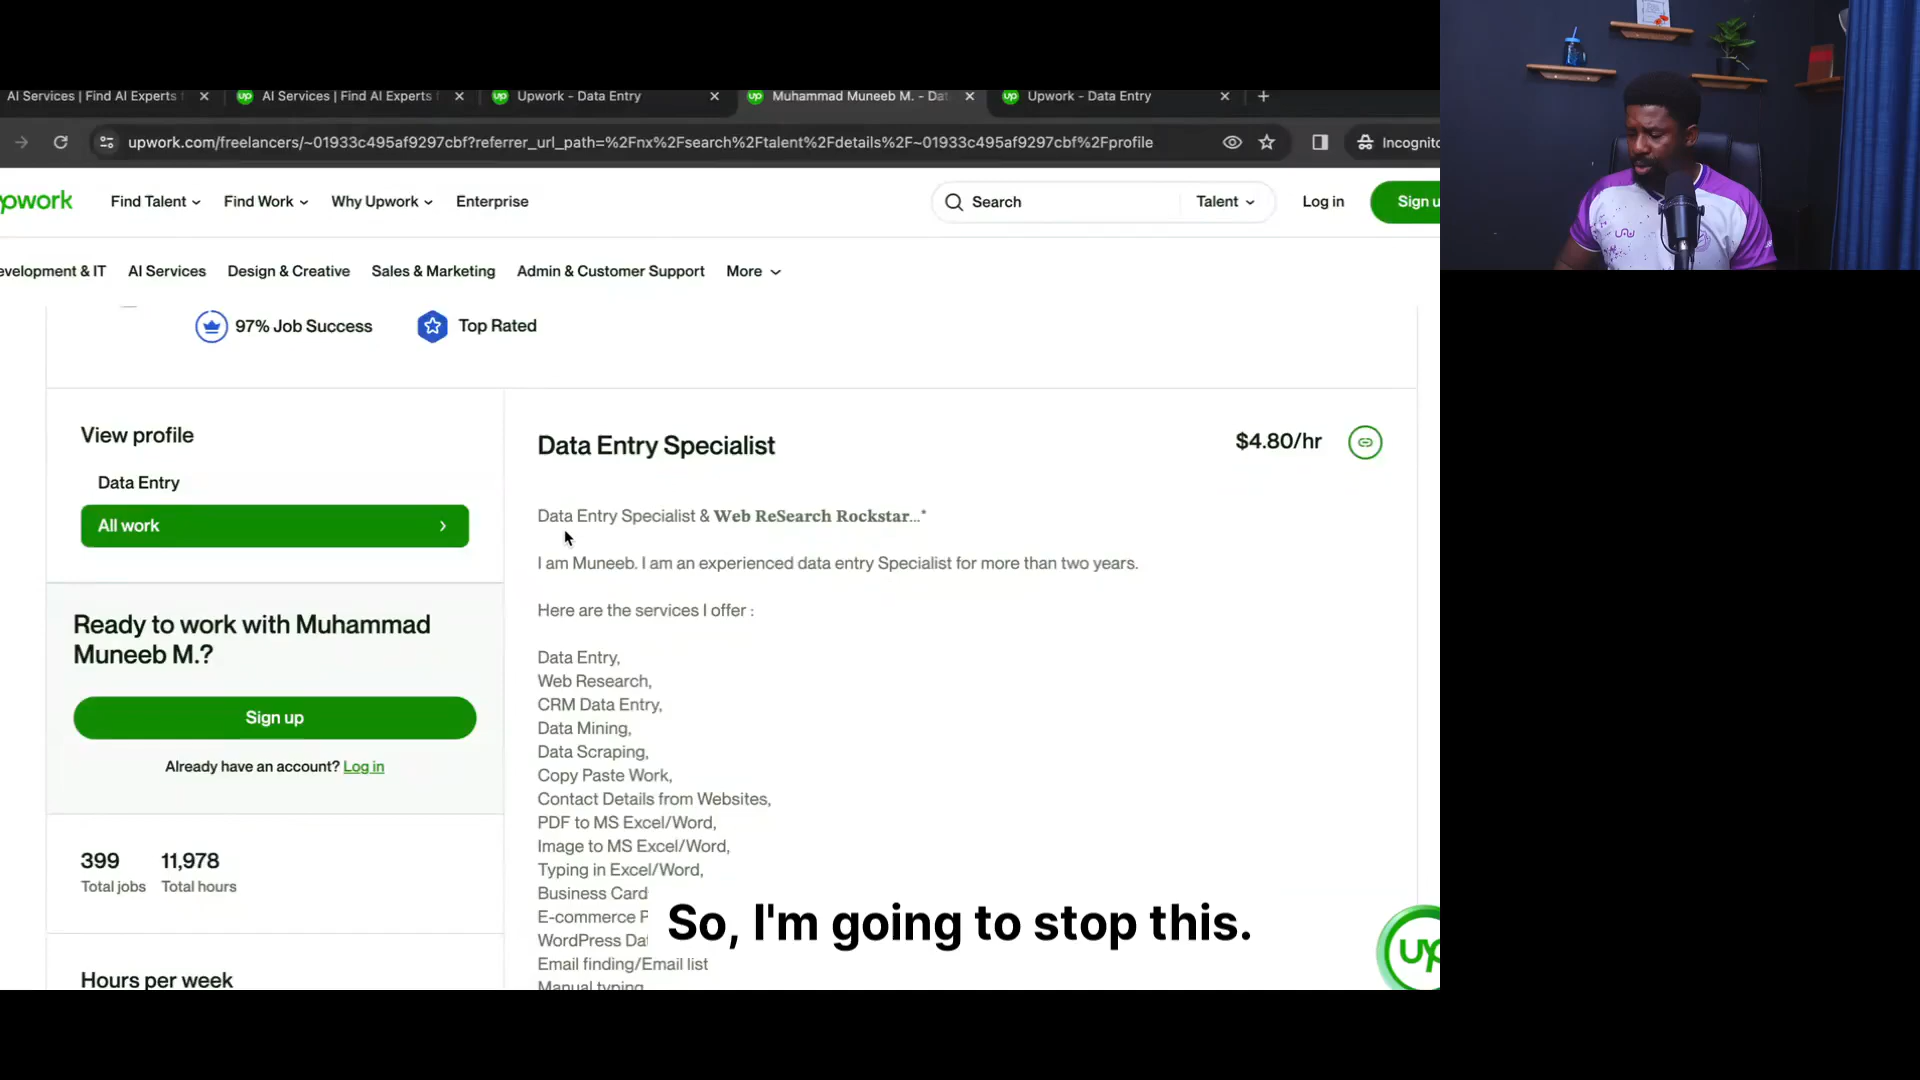 AI Services | Find AI Experts
AI Services | Find AI Experts
Upwork - Data Entry
Muhammad Muneeb M. - Dat
Upwork - Data Entry
upwork.com/freelancers/~01933c495af9297cbf?referrer_url_path=%2Fnx%2Fsearch%2Ftalent%2Fdetails%2F~01933c495af9297cbf%2Fprofile
Incognito
upwork
Find Talent
Find Work
Why Upwork
Enterprise
Search
Talent
Log in
Sign u
evelopment & IT
AI Services
Design & Creative
Sales & Marketing
Admin & Customer Support
More
97% Job Success
Top Rated
View profile
Data Entry
All work
Ready to work with Muhammad
Muneeb M.?
Sign up
Already have an account? Log in
399
Total jobs
11,978
Total hours
Hours per week
Data Entry Specialist
$4.80/hr
Data Entry Specialist & Web ReSearch Rockstar...*
I am Muneeb. I am an experienced data entry Specialist for more than two years.
Here are the services I offer :
Data Entry,
Web Research,
CRM Data Entry,
Data Mining,
Data Scraping,
Copy Paste Work,
Contact Details from Websites,
PDF to MS Excel/Word,
Image to MS Excel/Word,
Typing in Excel/Word,
Business Card
E-commerce P
WordPress Da
Email finding/Email list
Manual typing
So, I'm going to stop this.
up